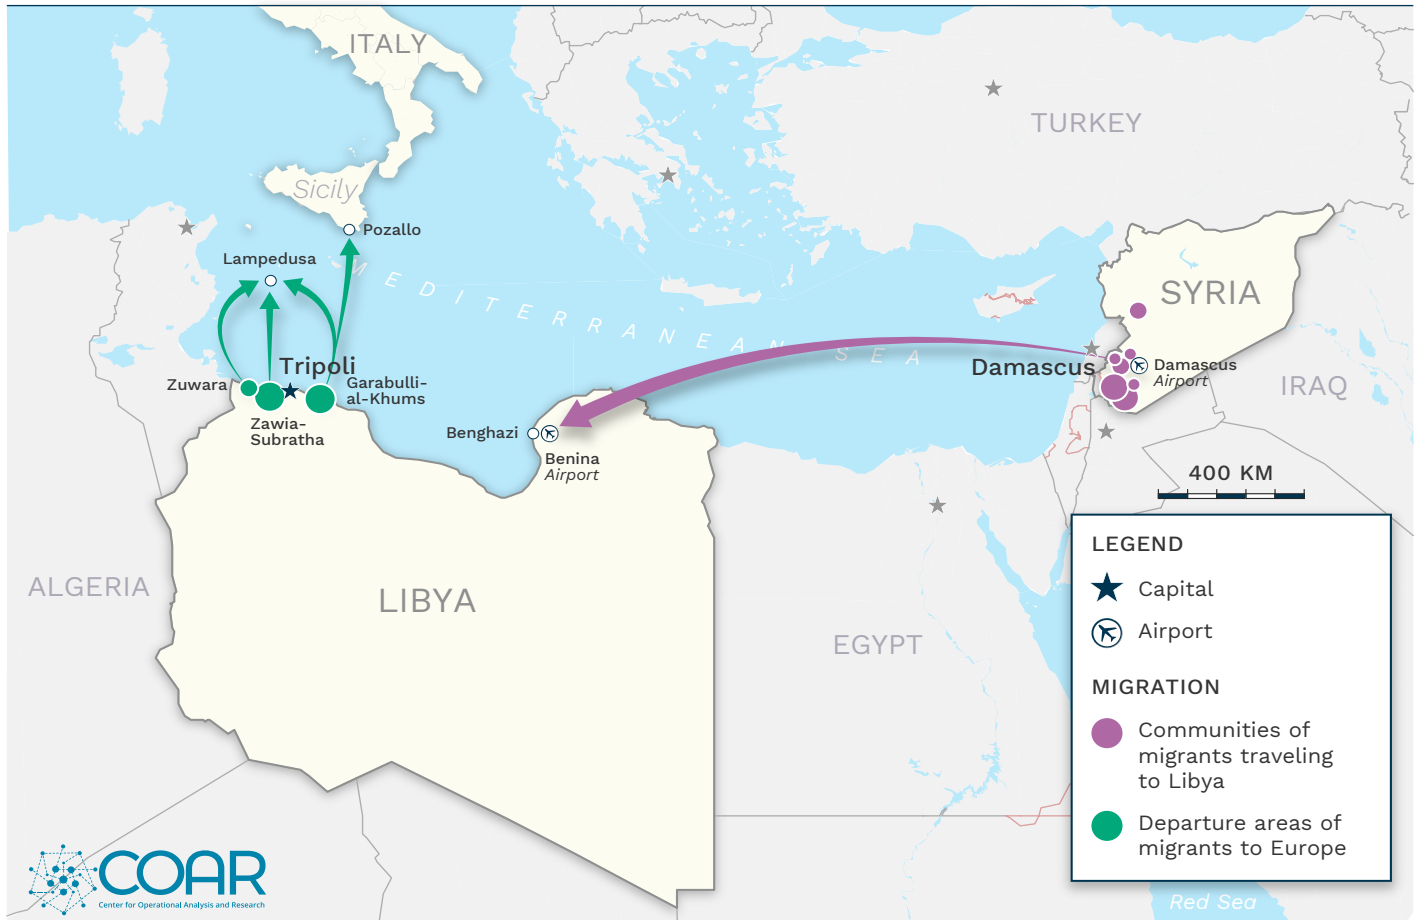 ITALY
TURKEY
Sicily
Pozallo
Lampedusa
MEDITERRANEAN SEA
SYRIA
Tripoli
Damascus
Damascus
Airport
IRAQ
Zuwara
Garabulli-
al-Khums
Zawia-
Subratha
Benghazi
Benina
Airport
400 KM
ALGERIA
LIBYA
EGYPT
LEGEND
Capital
Airport
MIGRATION
Communities of
migrants traveling
to Libya
Departure areas of
migrants to Europe
COAR
Center for Operational Analysis and Research
Red Sea